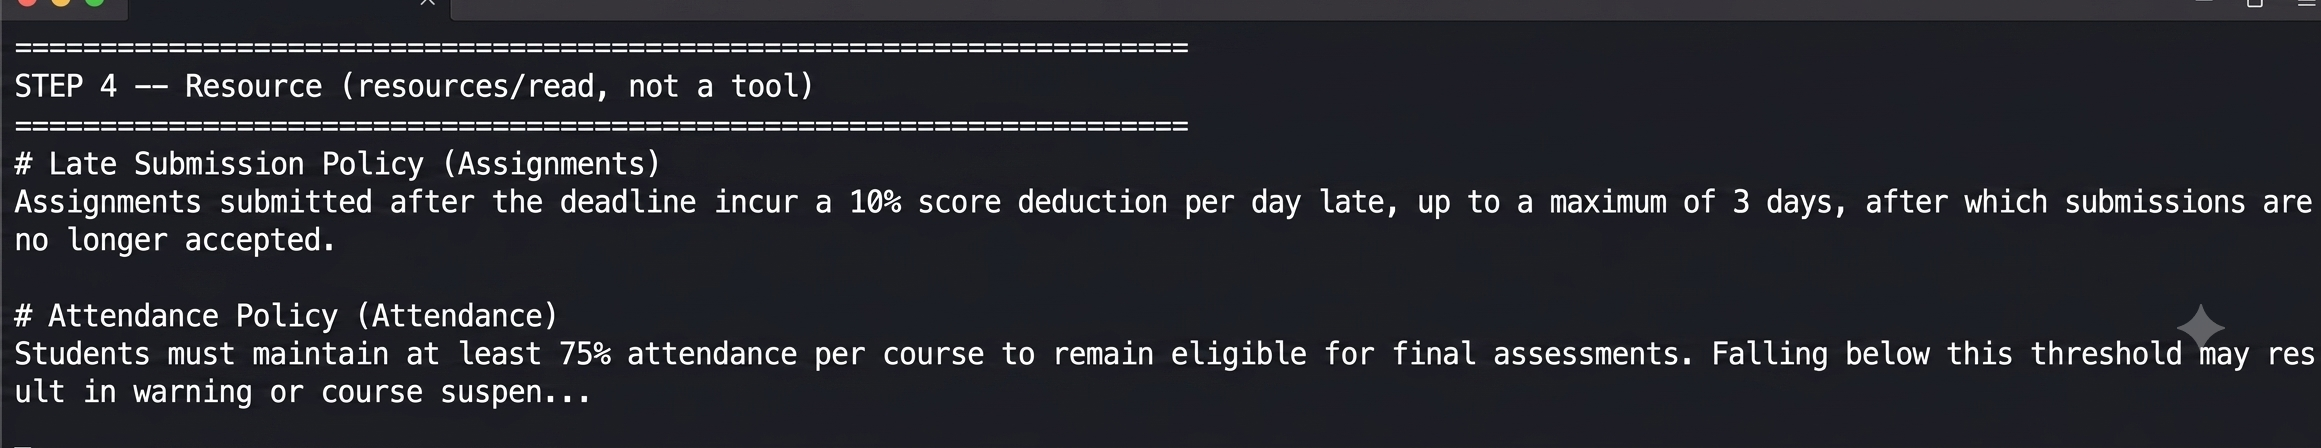 =====================================================================
STEP 4 -- Resource (resources/read, not a tool)
=====================================================================
# Late Submission Policy (Assignments)
Assignments submitted after the deadline incur a 10% score deduction per day late, up to a maximum of 3 days, after which submissions are
no longer accepted.
# Attendance Policy (Attendance)
Students must maintain at least 75% attendance per course to remain eligible for final assessments. Falling below this threshold may res
ult in warning or course suspen...